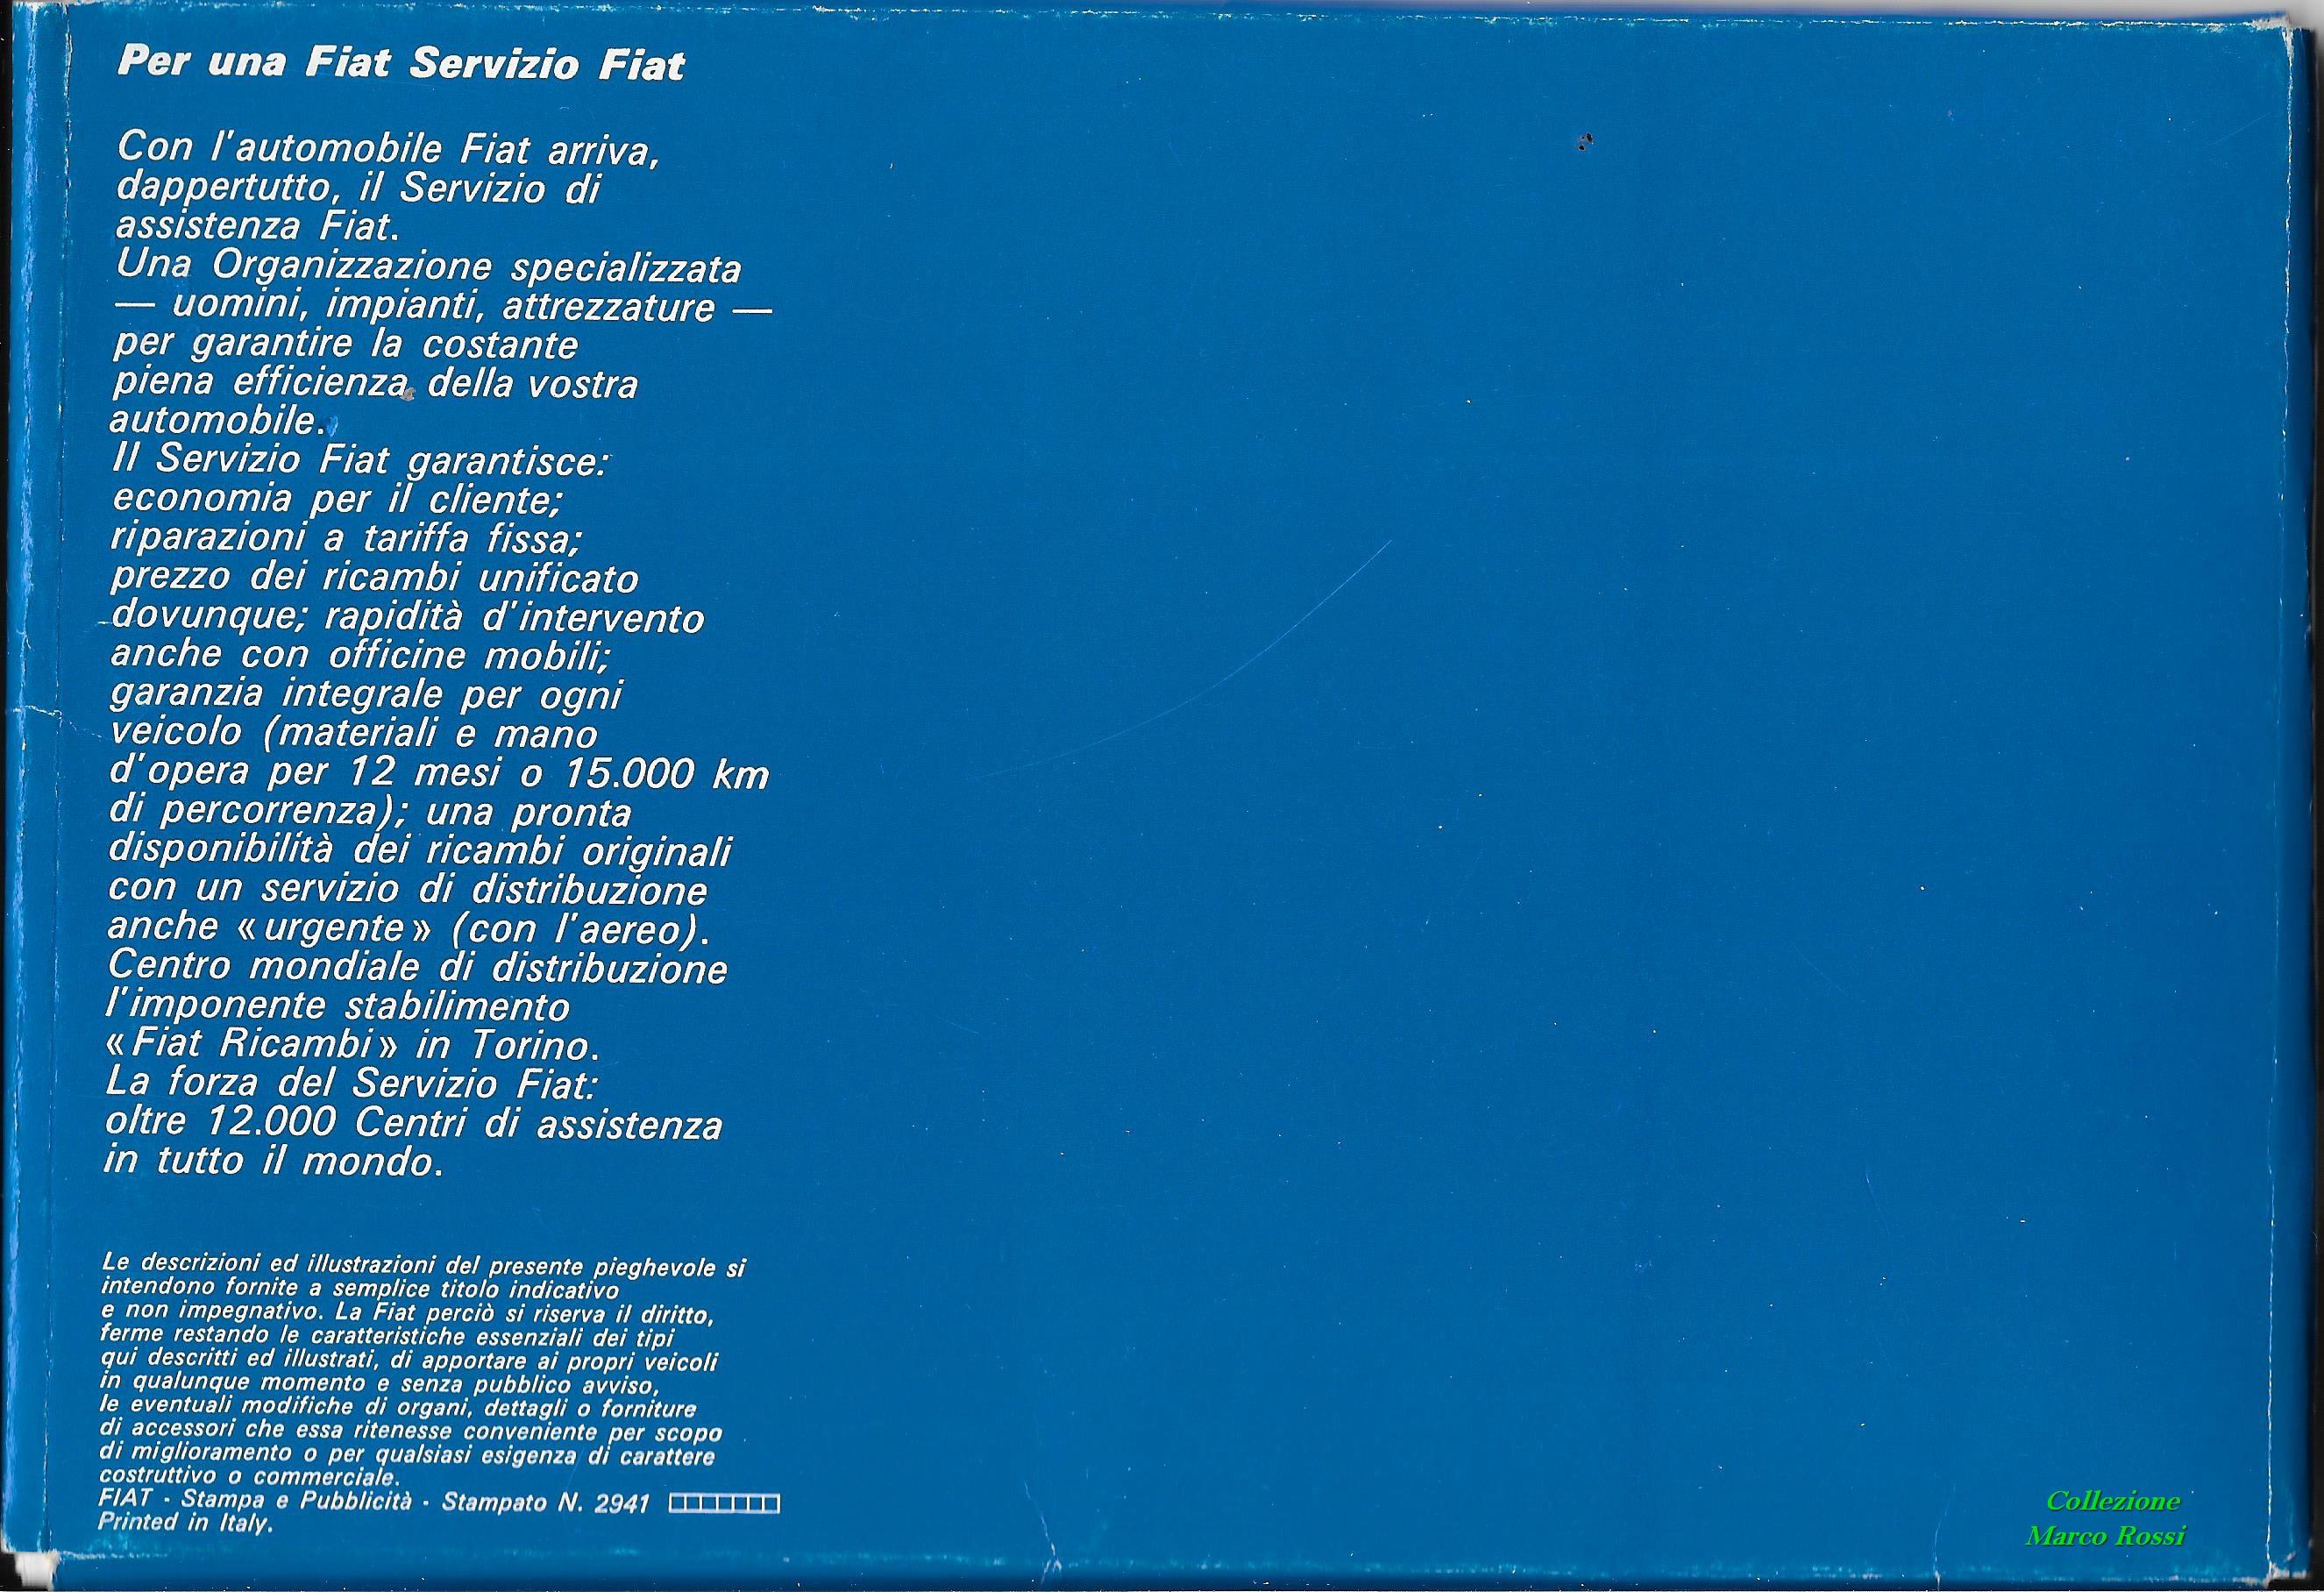 Per una Fiat Servizio Fiat
Con l'automobile Fiat arriva,
dappertutto, il Servizio di
assistenza Fiat.
Una Organizzazione specializzata
— uomini, impianti, attrezzature —
per garantire la costante
piena efficienza della vostra
automobile.
Il Servizio Fiat garantisce:
economia per il cliente;
riparazioni a tariffa fissa;
prezzo dei ricambi unificato
dovunque; rapidità d'intervento
anche con officine mobili;
garanzia integrale per ogni
veicolo (materiali e mano
d'opera per 12 mesi o 15.000 km
di percorrenza); una pronta
disponibilità dei ricambi originali
con un servizio di distribuzione
anche «urgente» (con l'aereo).
Centro mondiale di distribuzione
l'imponente stabilimento
«Fiat Ricambi» in Torino.
La forza del Servizio Fiat:
oltre 12.000 Centri di assistenza
in tutto il mondo.
Le descrizioni ed illustrazioni del presente pieghevole si
intendono fornite a semplice titolo indicativo
e non impegnativo. La Fiat perciò si riserva il diritto,
ferme restando le caratteristiche essenziali dei tipi
qui descritti ed illustrati, di apportare ai propri veicoli
in qualunque momento e senza pubblico avviso,
le eventuali modifiche di organi, dettagli o forniture
di accessori che essa ritenesse conveniente per scopo
di miglioramento o per qualsiasi esigenza di carattere
costruttivo o commerciale.
FIAT - Stampa e Pubblicità - Stampato N. 2941
Printed in Italy.
Collezione
Marco Rossi